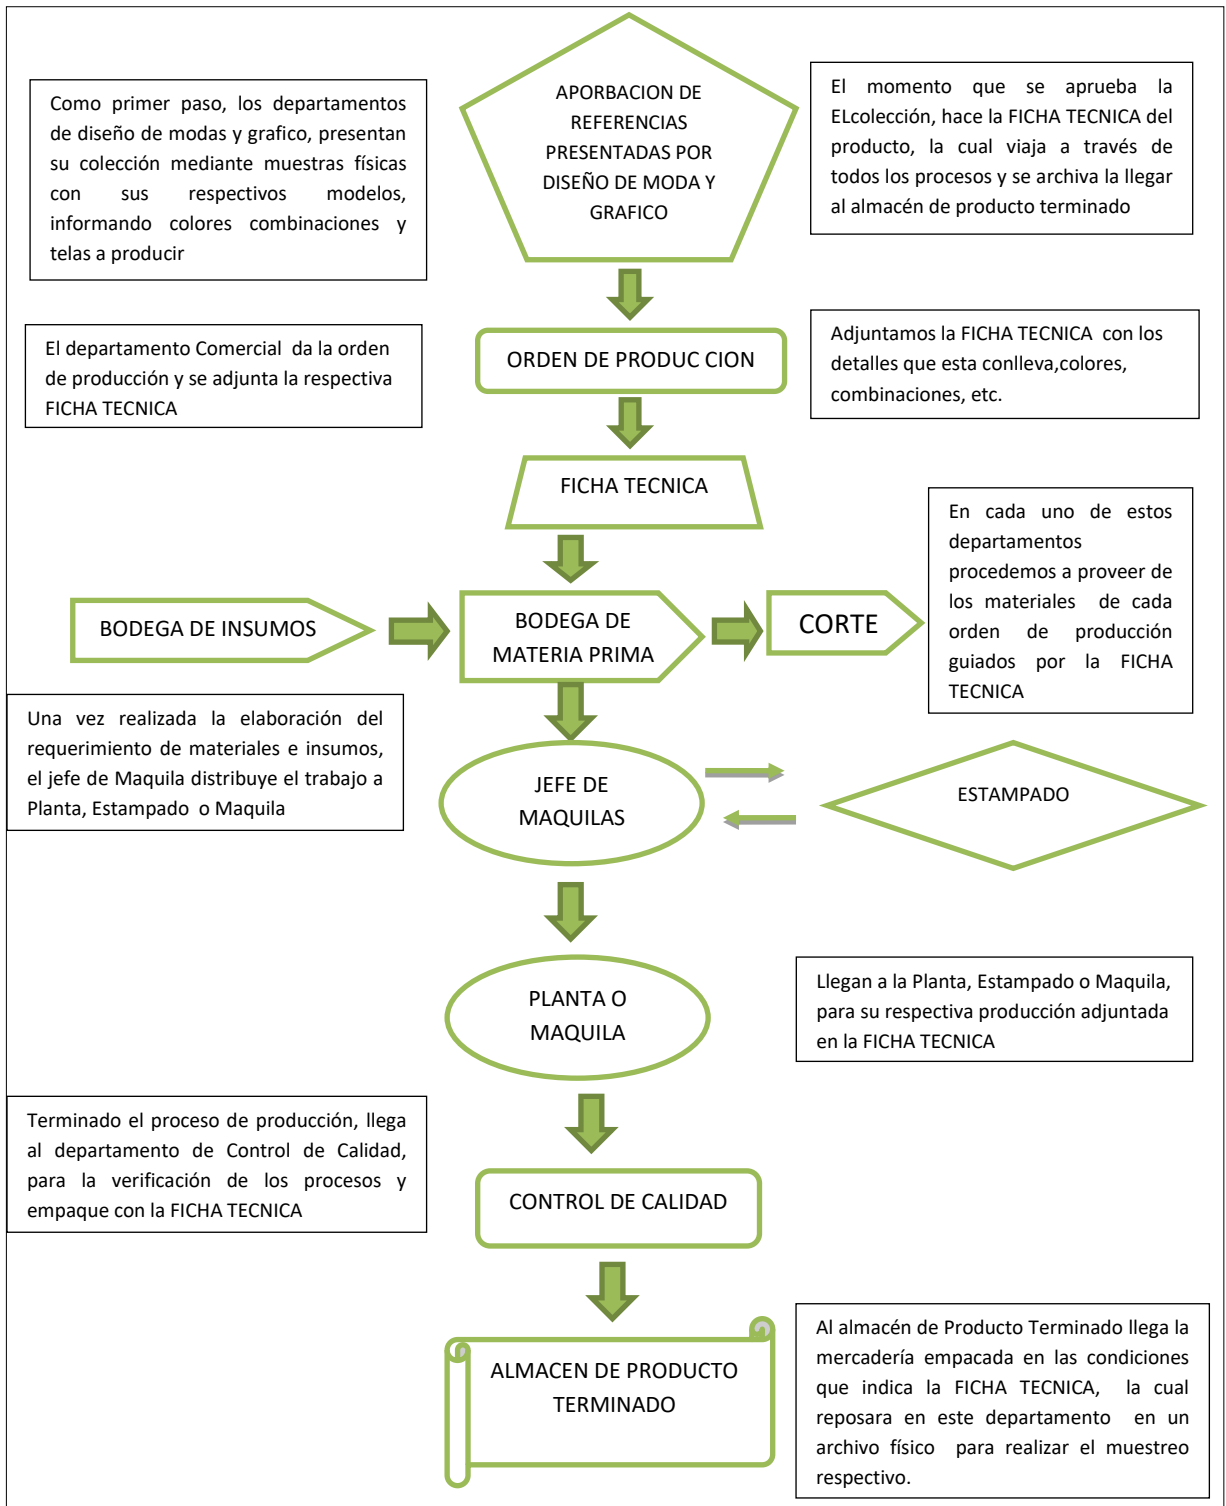 APORBACION DE
REFERENCIAS
PRESENTADAS POR
DISEÑO DE MODA Y
GRAFICO
Como primer paso, los departamentos
de diseño de modas y grafico, presentan
su colección mediante muestras físicas
con sus respectivos modelos,
informando colores combinaciones y
telas a producir
El momento que se aprueba la
ELcolección, hace la FICHA TECNICA del
producto, la cual viaja a través de
todos los procesos y se archiva la llegar
al almacén de producto terminado
El departamento Comercial da la orden
de producción y se adjunta la respectiva
FICHA TECNICA
ORDEN DE PRODUC CION
Adjuntamos la FICHA TECNICA con los
detalles que esta conlleva,colores,
combinaciones, etc.
FICHA TECNICA
En cada uno de estos
departamentos
procedemos a proveer de
los materiales de cada
orden de producción
guiados por la FICHA
TECNICA
BODEGA DE INSUMOS
BODEGA DE
MATERIA PRIMA
CORTE
Una vez realizada la elaboración del
requerimiento de materiales e insumos,
el jefe de Maquila distribuye el trabajo a
Planta, Estampado o Maquila
JEFE DE
MAQUILAS
ESTAMPADO
PLANTA O
MAQUILA
Llegan a la Planta, Estampado o Maquila,
para su respectiva producción adjuntada
en la FICHA TECNICA
Terminado el proceso de producción, llega
al departamento de Control de Calidad,
para la verificación de los procesos y
empaque con la FICHA TECNICA
CONTROL DE CALIDAD
ALMACEN DE PRODUCTO
TERMINADO
Al almacén de Producto Terminado llega la
mercadería empacada en las condiciones
que indica la FICHA TECNICA, la cual
reposara en este departamento en un
archivo físico para realizar el muestreo
respectivo.